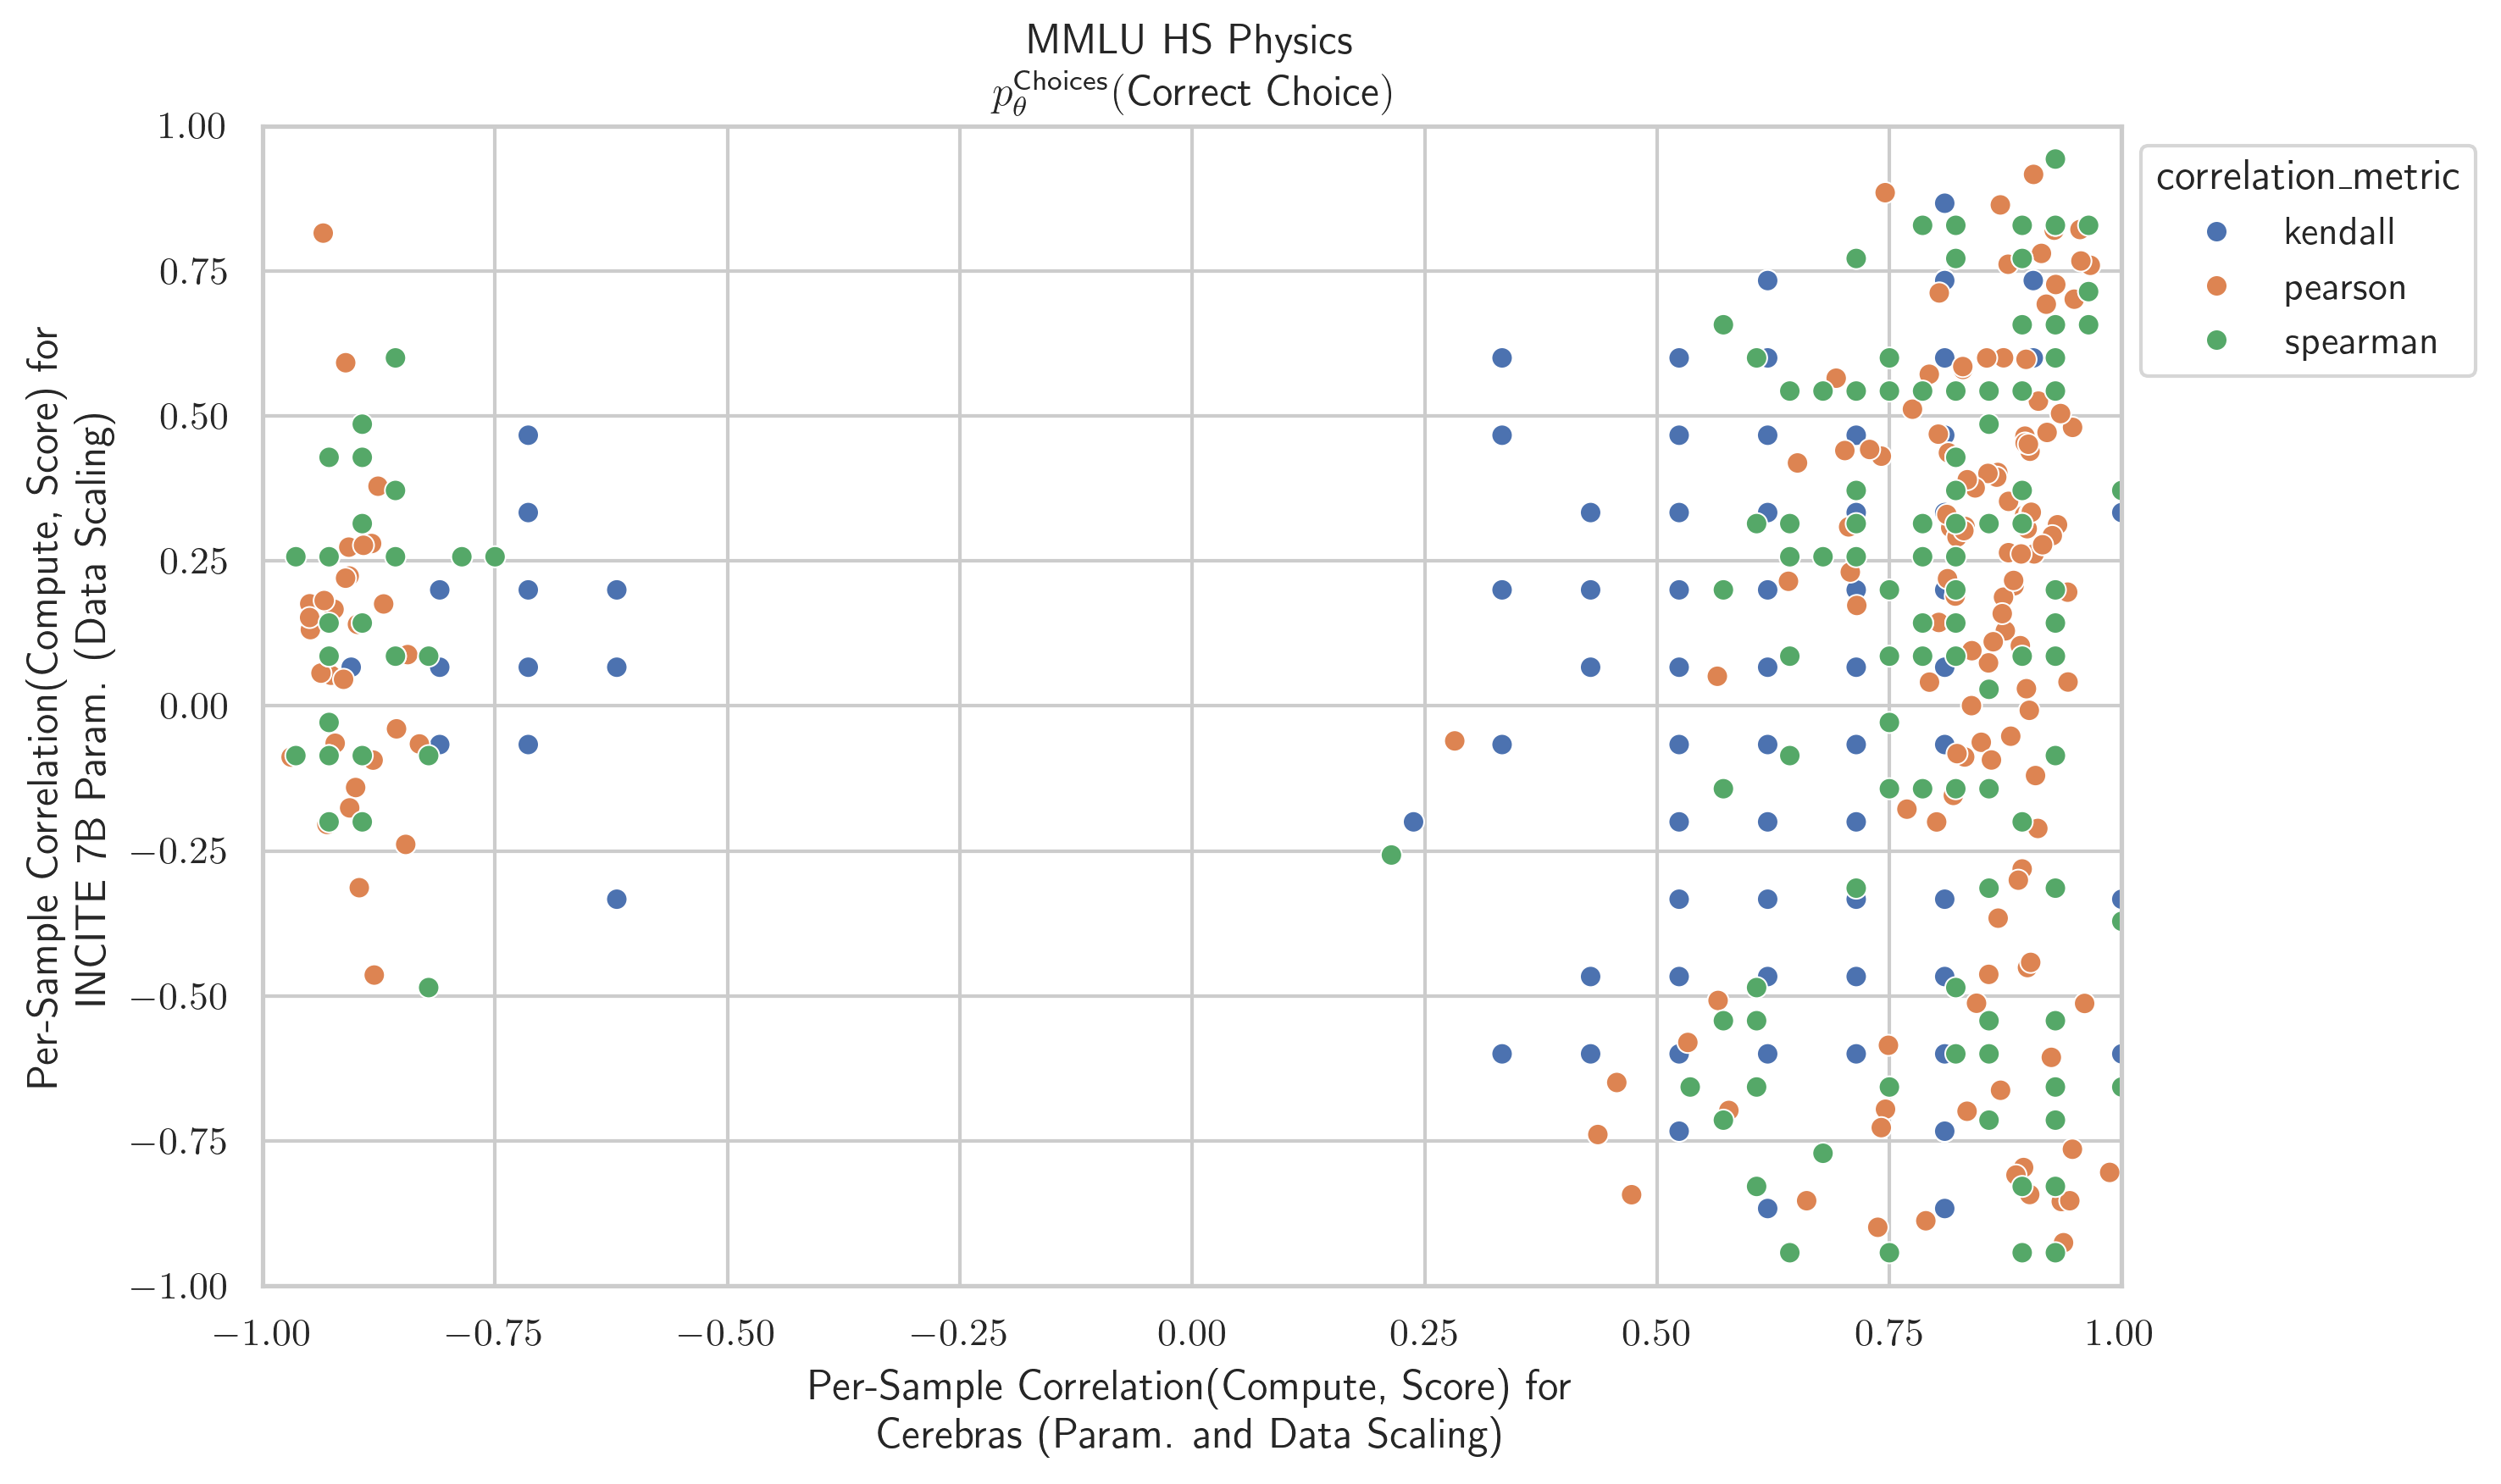 MMLU HS Physics
p_θ^Choices(Correct Choice)
1.00
0.75
0.50
0.25
0.00
−0.25
−0.50
−0.75
−1.00
Per-Sample Correlation(Compute, Score) for
INCITE 7B Param. (Data Scaling)
correlation_metric
kendall
pearson
spearman
−1.00
−0.75
−0.50
−0.25
0.00
0.25
0.50
0.75
1.00
Per-Sample Correlation(Compute, Score) for
Cerebras (Param. and Data Scaling)